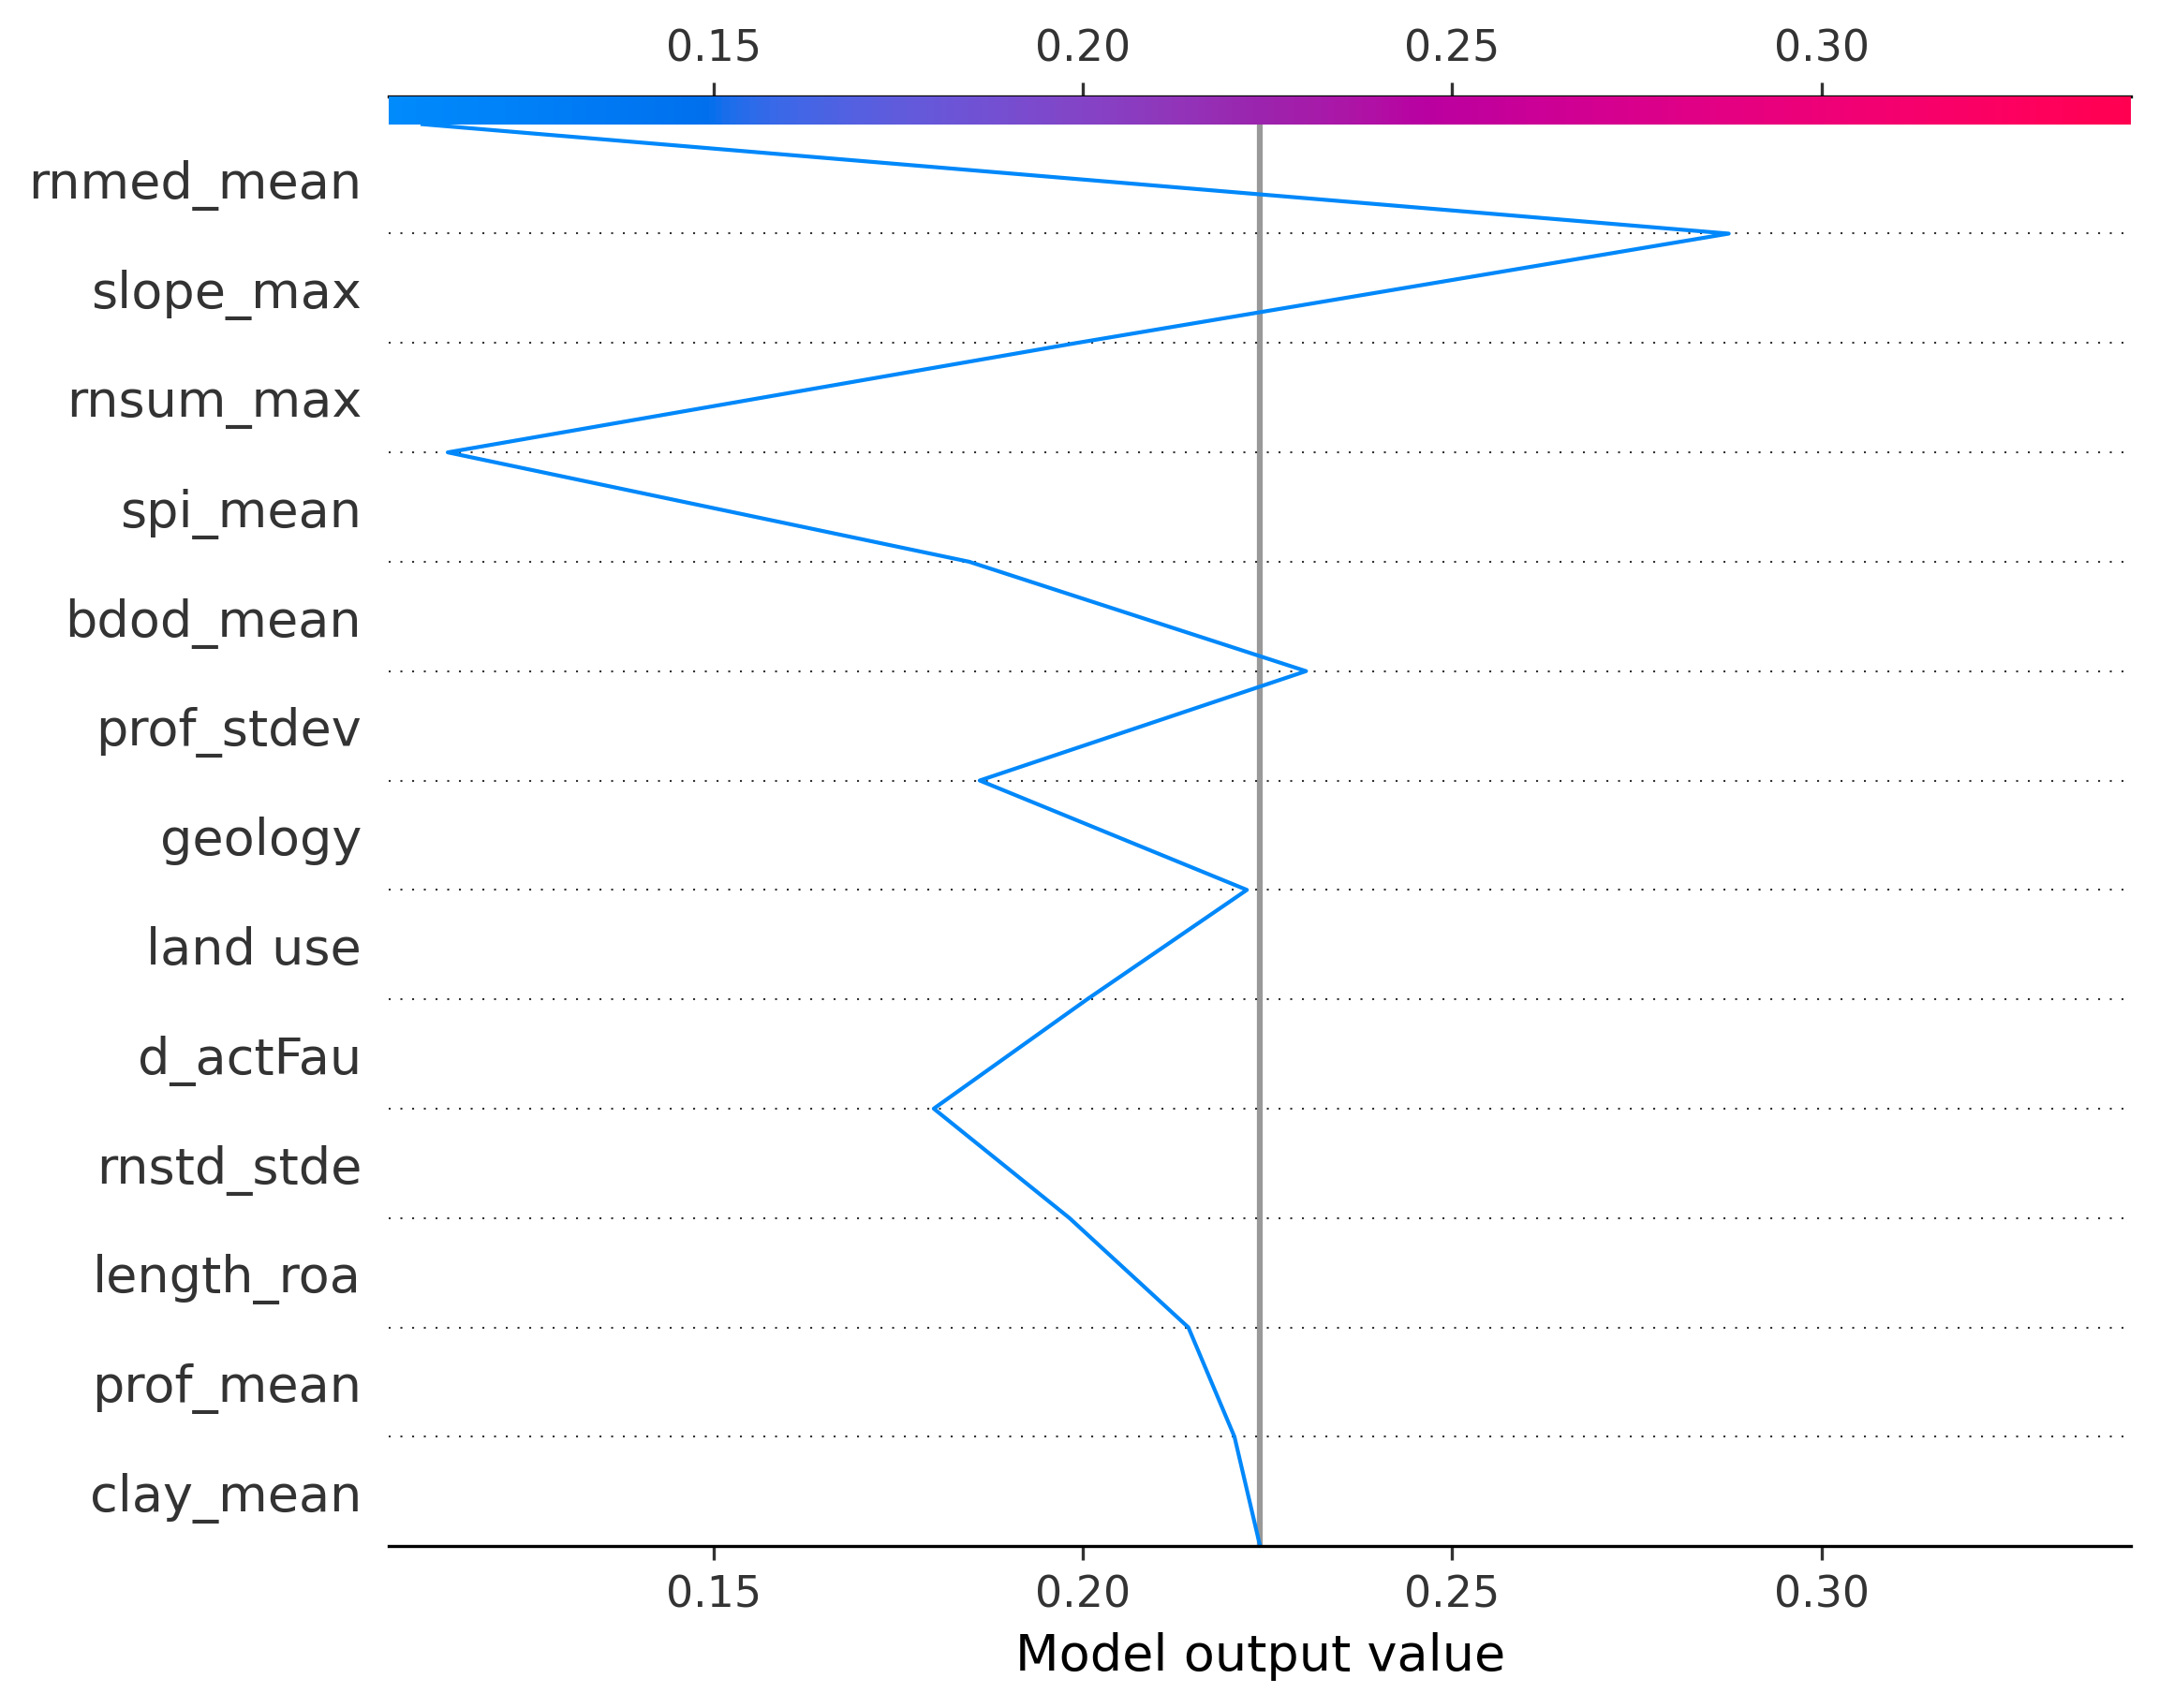 0.15 0.20 0.25 0.30
rnmed_mean
slope_max
rnsum_max
spi_mean
bdod_mean
prof_stdev
geology
land use
d_actFau
rnstd_stde
length_roa
prof_mean
clay_mean
0.15 0.20 0.25 0.30
Model output value